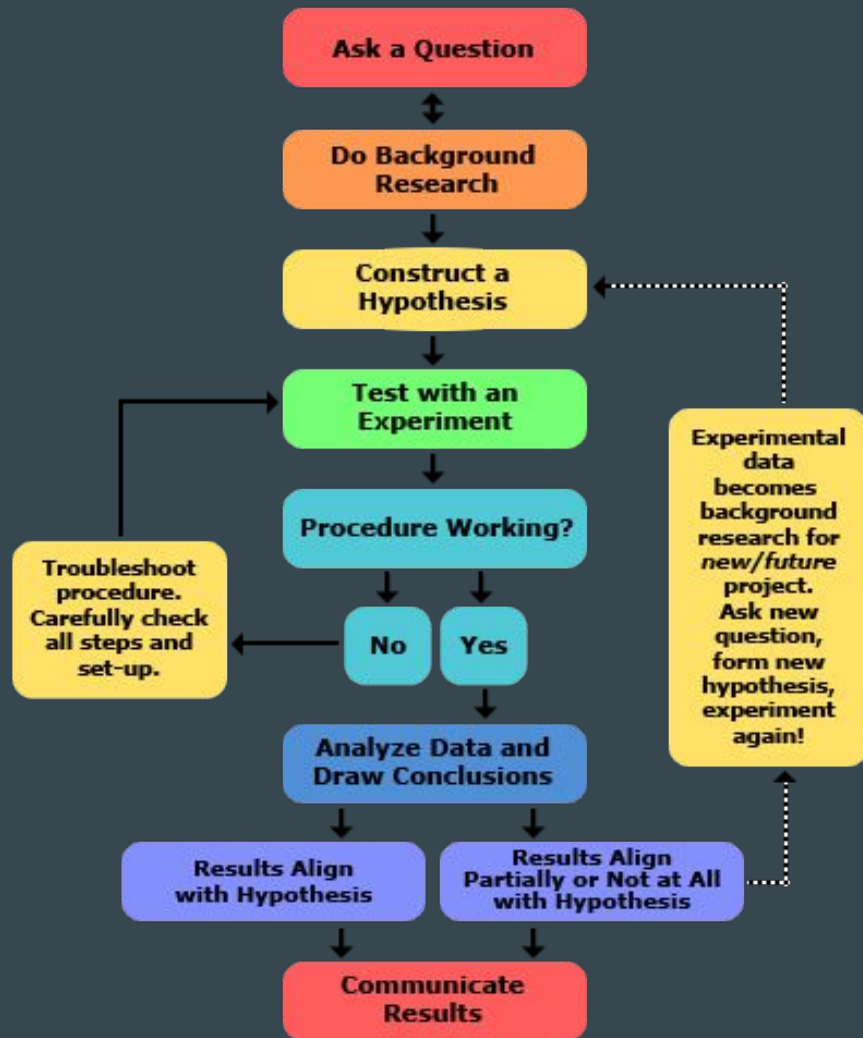 Ask a Question
Do Background
Research
Construct a
Hypothesis
Test with an
Experiment
Procedure Working?
No
Yes
Troubleshoot
procedure.
Carefully check
all steps and
set-up.
Experimental
data
becomes
background
research for
new/future
project.
Ask new
question,
form new
hypothesis,
experiment
again!
Analyze Data and
Draw Conclusions
Results Align
with Hypothesis
Results Align
Partially or Not at All
with Hypothesis
Communicate
Results